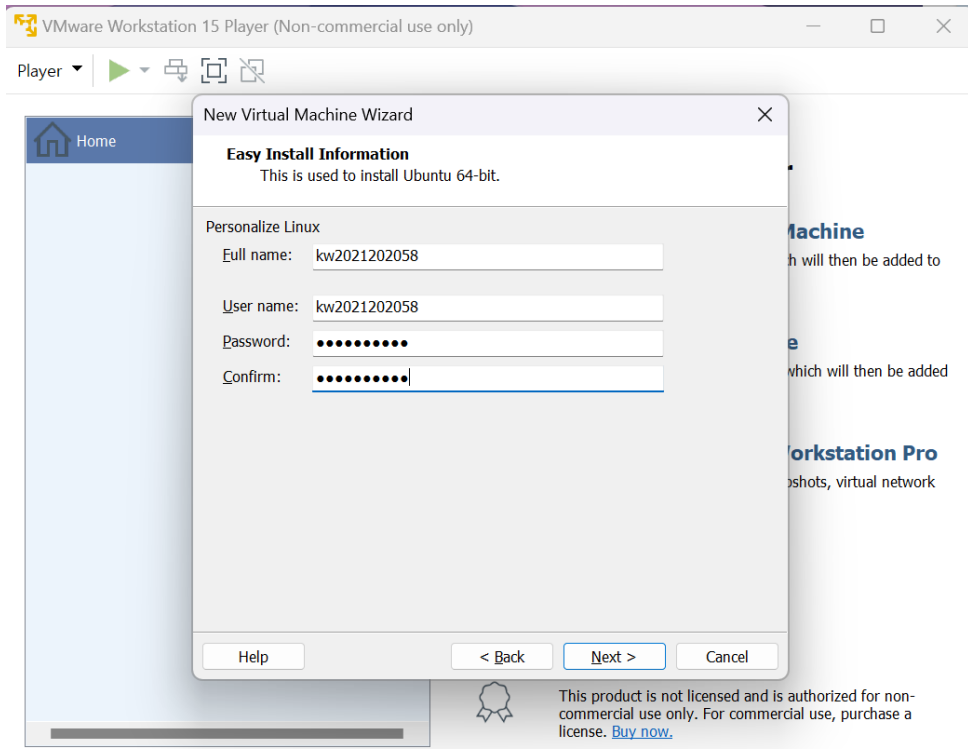 VMware Workstation 15 Player (Non-commercial use only)
Player
Home
New Virtual Machine Wizard
Easy Install Information
This is used to install Ubuntu 64-bit.
Personalize Linux
Full name: kw2021202058
User name: kw2021202058
Password: ●●●●●●●●●●
Confirm: ●●●●●●●●●●
will then be added to
which will then be added
Workstation Pro
virtual network
Help
< Back
Next >
Cancel
This product is not licensed and is authorized for non-
commercial use only. For commercial use, purchase a
license. Buy now.